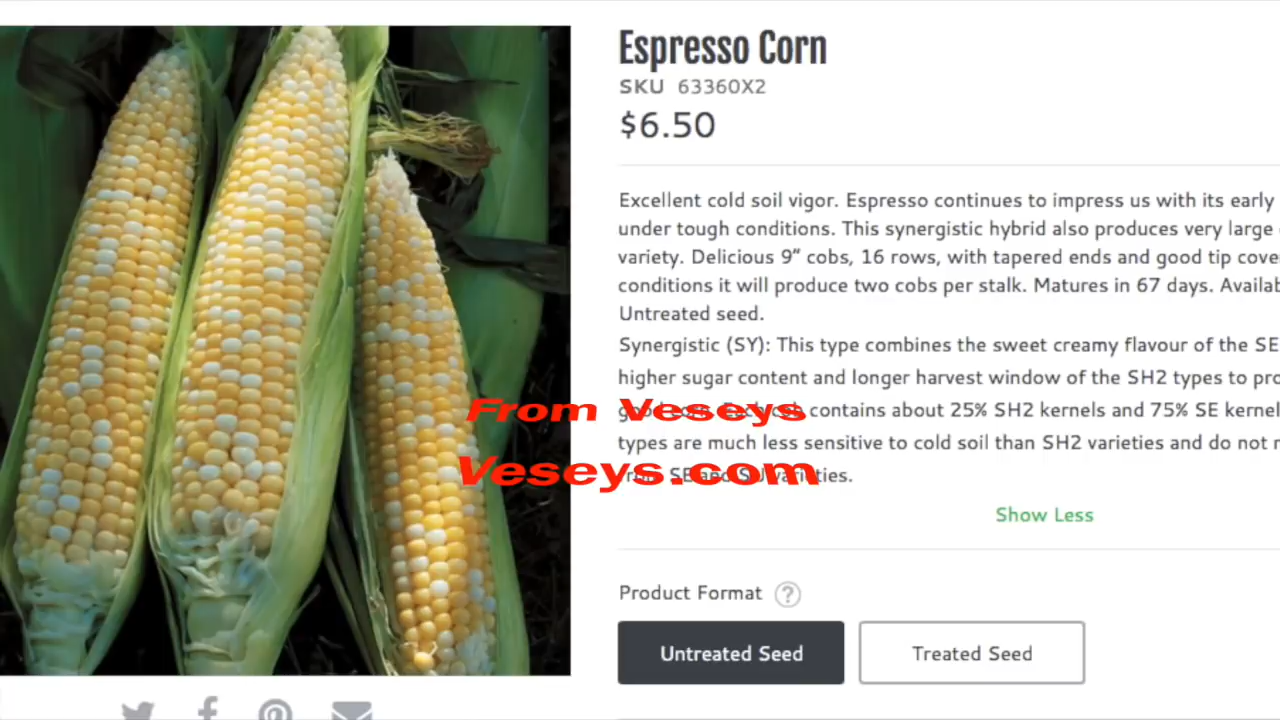 Espresso Corn
SKU 63360X2
$6.50
Excellent cold soil vigor. Espresso continues to impress us with its early
under tough conditions. This synergistic hybrid also produces very large
variety. Delicious 9” cobs, 16 rows, with tapered ends and good tip
conditions it will produce two cobs per stalk. Matures in 67 days.
Untreated seed.
Synergistic (SY): This type combines the sweet creamy flavour of the SE
higher sugar content and longer harvest window of the SH2 types to
From Veseys
contains about 25% SH2 kernels and 75% SE
types are much less sensitive to cold soil than SH2 varieties and do not
Veseys.com
SE and SU varieties.
Show Less
Product Format ?
Untreated Seed
Treated Seed